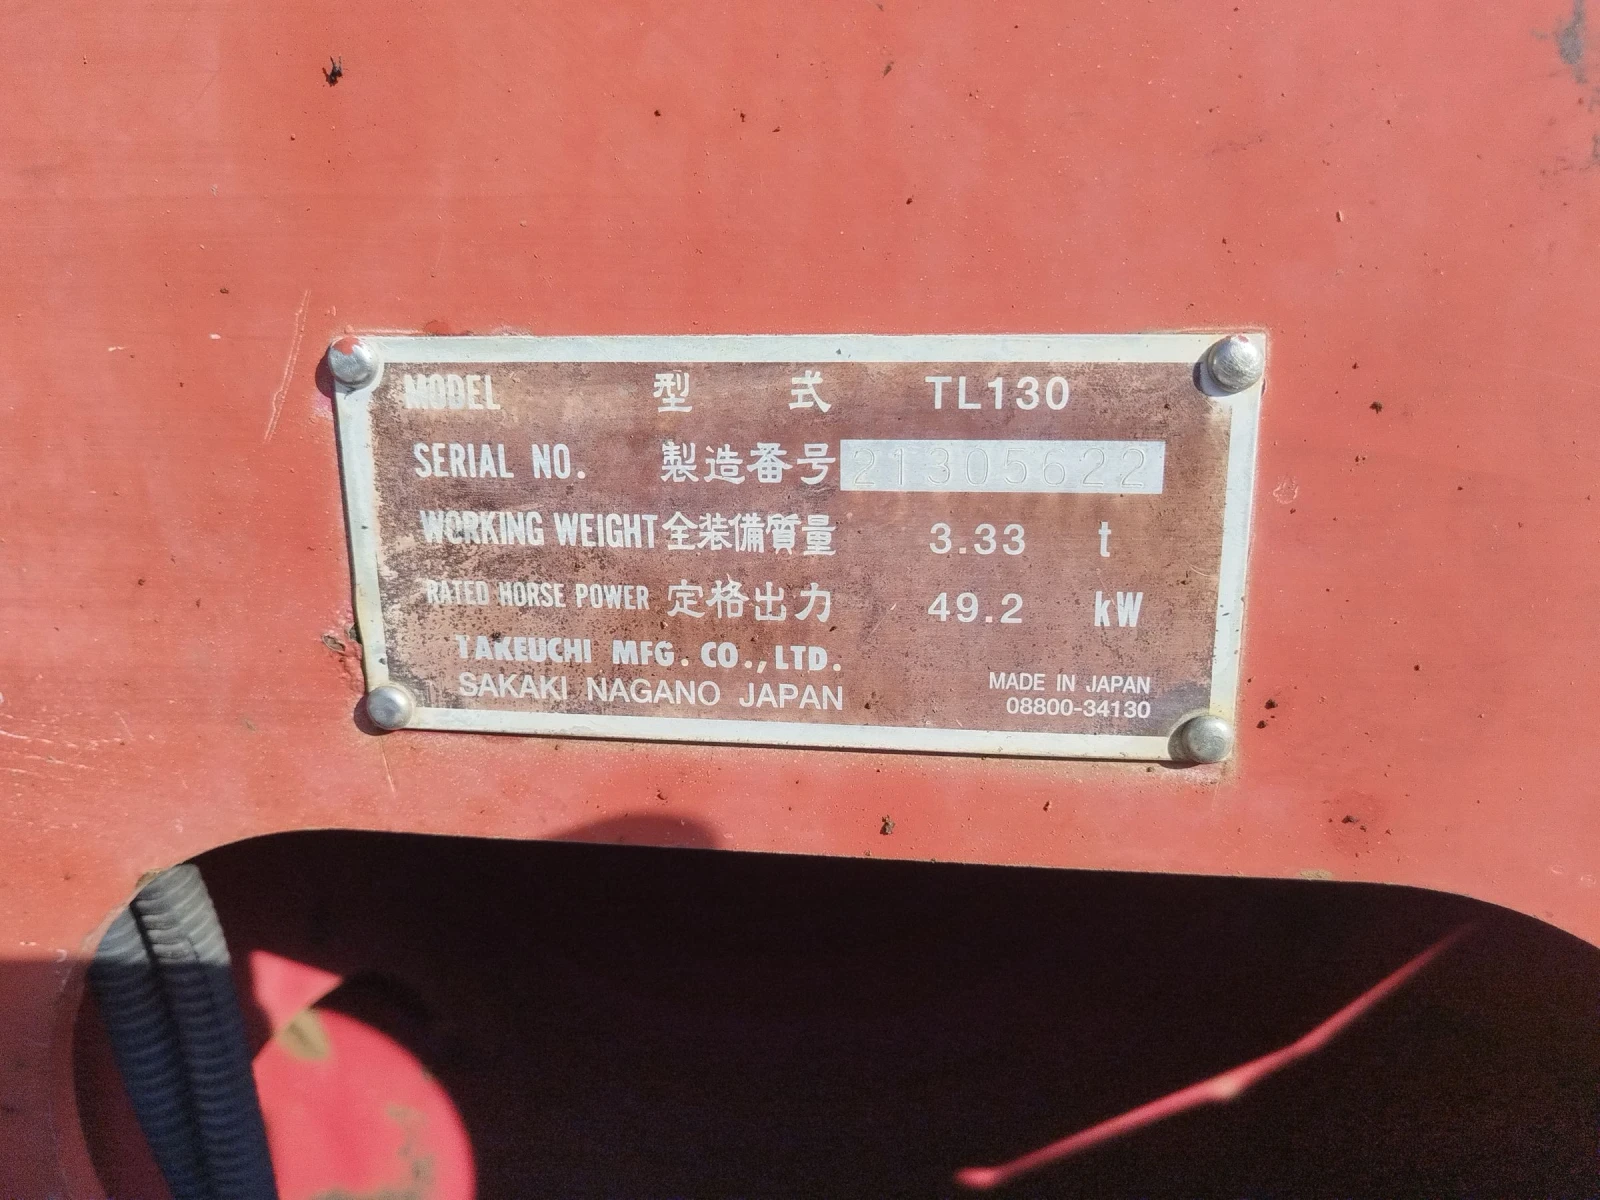 MODEL 型 式 TL130
SERIAL NO. 製造番号 21305622
WORKING WEIGHT 全装備質量 3.33 t
RATED HORSE POWER 定格出力 49.2 kW
TAKEUCHI MFG. CO., LTD.
SAKAKI NAGANO JAPAN
MADE IN JAPAN
08800-34130